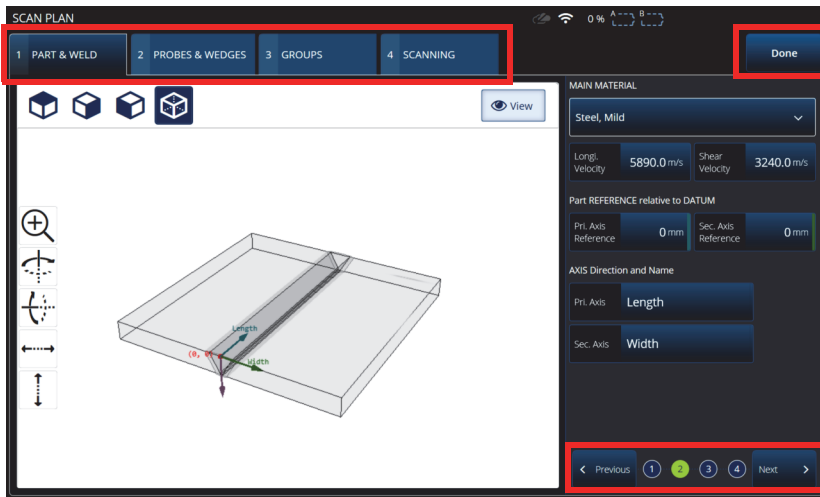 SCAN PLAN
0 %
A
B
1 PART & WELD
2 PROBES & WEDGES
3 GROUPS
4 SCANNING
Done
View
MAIN MATERIAL
Steel, Mild
Longi. Velocity
5890.0 m/s
Shear Velocity
3240.0 m/s
Part REFERENCE relative to DATUM
Pri. Axis Reference
0 mm
Sec. Axis Reference
0 mm
AXIS Direction and Name
Pri. Axis
Length
Sec. Axis
Width
Length
(0, 
Width
Previous
1
2
3
4
Next